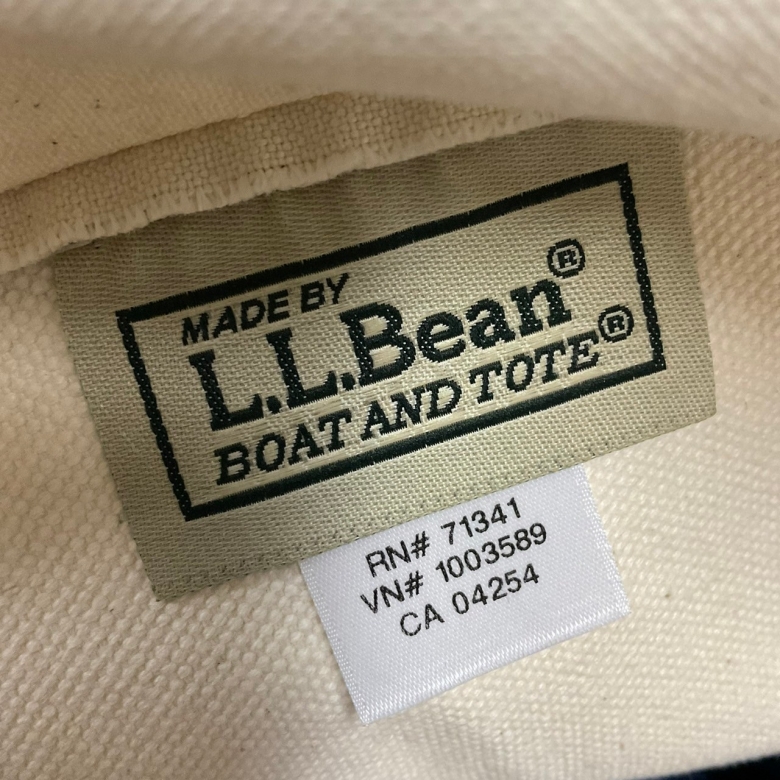 MADE BY
L.L.Bean®
BOAT AND TOTE®
RN# 71341
VN# 1003589
CA 04254